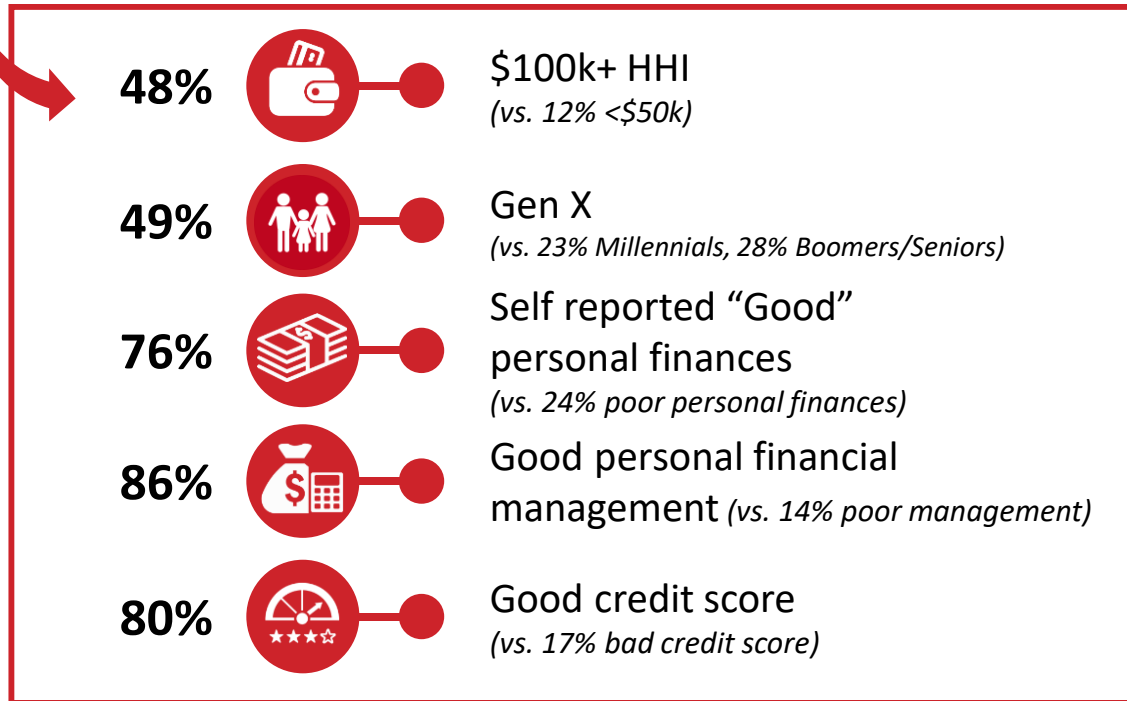 48%
$100k+ HHI
(vs. 12% <$50k)
49%
Gen X
(vs. 23% Millennials, 28% Boomers/Seniors)
76%
Self reported “Good”
personal finances
(vs. 24% poor personal finances)
86%
$
Good personal financial
management (vs. 14% poor management)
80%
Good credit score
(vs. 17% bad credit score)